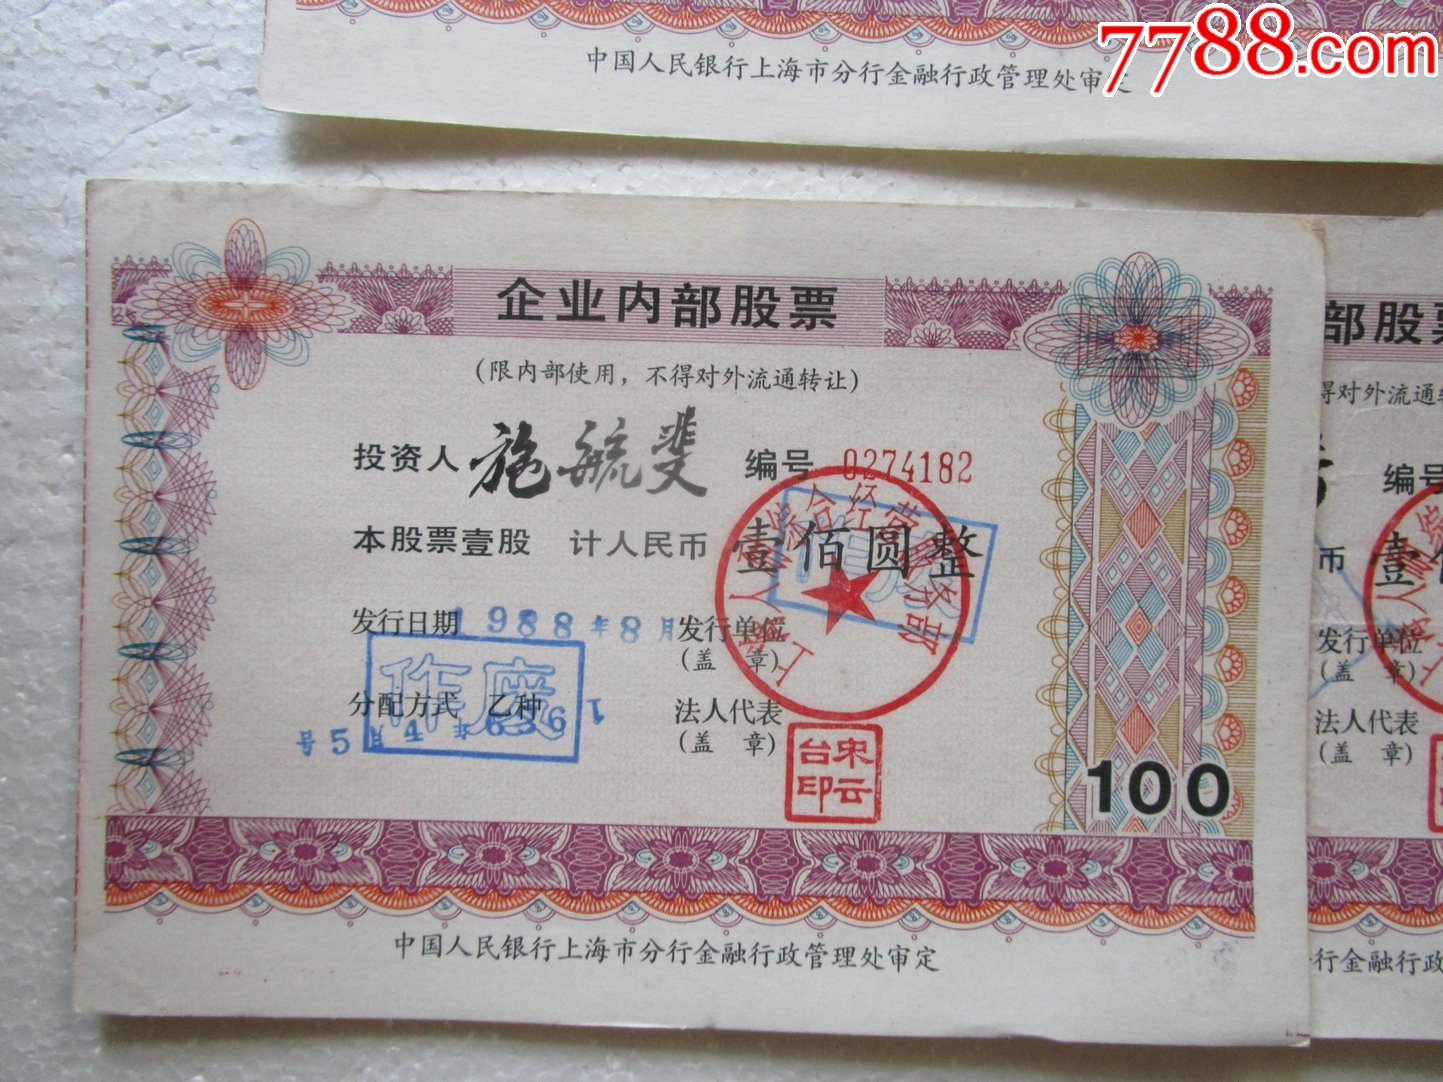 7788.com
中国人民银行上海市分行金融行政管理处审定
企业内部股票
(限内部使用，不得对外流通转让)
投资人 施毓斐 编号 0274182
本股票壹股 计人民币 壹佰圆整
发行日期 1988年8月 发行单位
(盖 章)
作废
作废
分配方式 乙种 法人代表
(盖 章)
宋云台印
100
中国人民银行上海市分行金融行政管理处审定
部股票
得对外流通转
编号
币 壹
发行单位
(盖 章)
法人代表
(盖 章)
分行金融行政